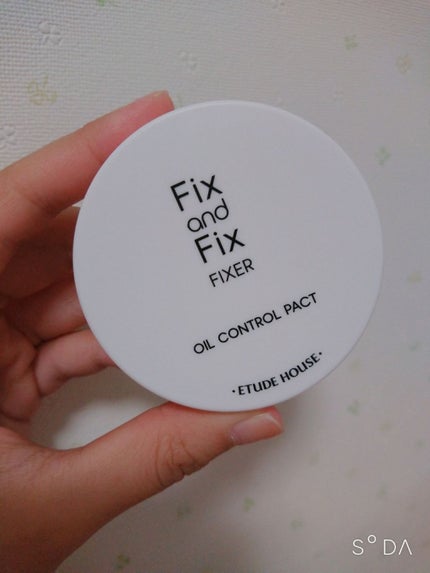 Fix
and
Fix
FIXER
OIL CONTROL PACT
·ETUDE HOUSE·
S°DA